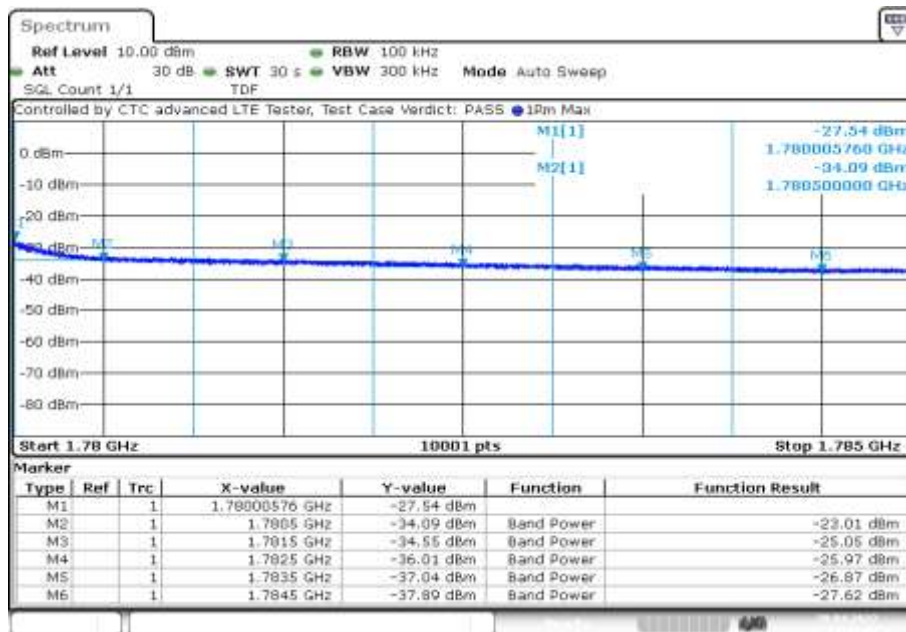 Spectrum
Ref Level 10.00 dBm RBW 100 kHz
Att 30 dB SWT 30 s VBW 300 kHz Mode Auto Sweep
SGL Count 1/1 TDF
Controlled by CTC advanced LTE Tester, Test Case Verdict: PASS 1Rm Max
M1[1] -27.54 dBm
1.780005760 GHz
M2[1] -34.09 dBm
1.780500000 GHz
0 dBm
-10 dBm
-20 dBm
M2 M3 M4 M5 M6
-30 dBm
-40 dBm
-50 dBm
-60 dBm
-70 dBm
-80 dBm
Start 1.78 GHz 10001 pts Stop 1.785 GHz
Marker
Type Ref Trc X-value Y-value Function Function Result
M1 1 1.78000576 GHz -27.54 dBm
M2 1 1.7805 GHz -34.09 dBm Band Power -23.01 dBm
M3 1 1.7815 GHz -34.55 dBm Band Power -25.05 dBm
M4 1 1.7825 GHz -36.01 dBm Band Power -25.97 dBm
M5 1 1.7835 GHz -37.04 dBm Band Power -26.87 dBm
M6 1 1.7845 GHz -37.89 dBm Band Power -27.62 dBm